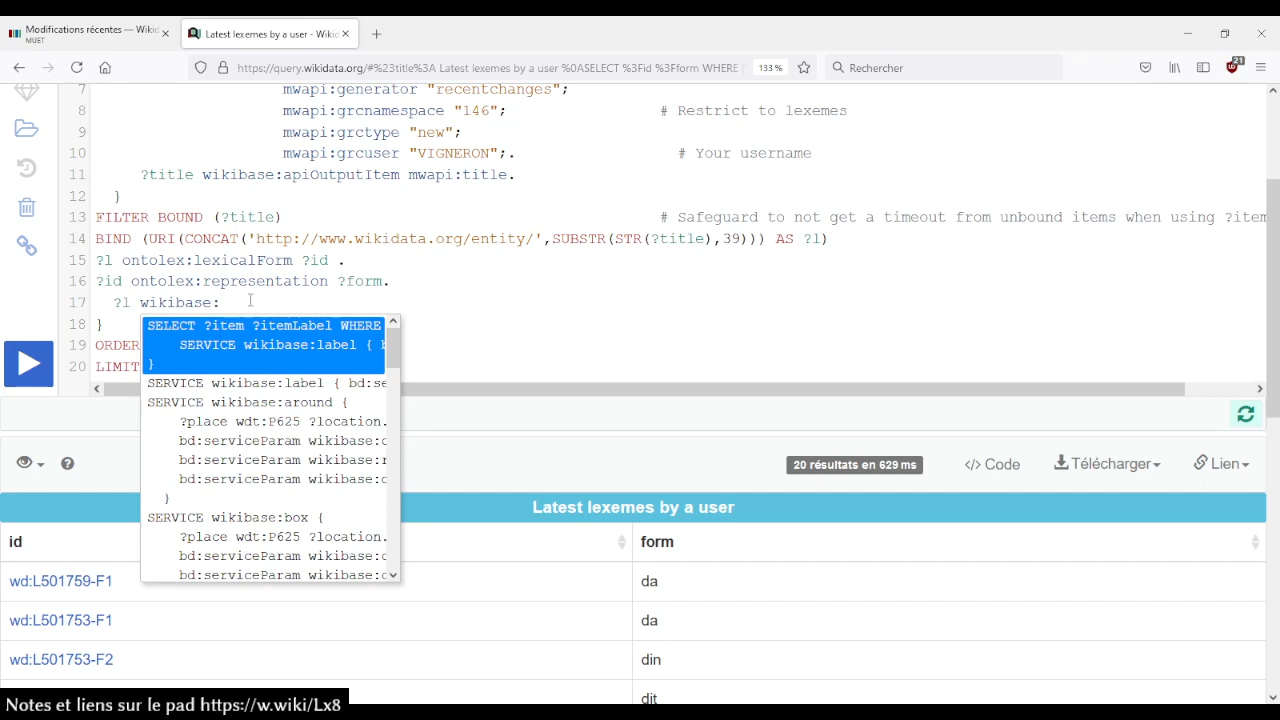 Modifications récentes — Wikid
MUET
Latest lexemes by a user - Wikid
https://query.wikidata.org/#%23title%3A Latest lexemes by a user %0ASELECT %3Fid %3Fform WHERE
133 %
Rechercher
21
7 mwapi:generator "recentchanges";
8 mwapi:grcnamespace "146"; # Restrict to lexemes
9 mwapi:grctype "new";
10 mwapi:grcuser "VIGNERON";. # Your username
11 ?title wikibase:apiOutputItem mwapi:title.
12 }
13 FILTER BOUND (?title) # Safeguard to not get a timeout from unbound items when using ?item
14 BIND (URI(CONCAT('http://www.wikidata.org/entity/',SUBSTR(STR(?title),39))) AS ?l)
15 ?l ontolex:lexicalForm ?id .
16 ?id ontolex:representation ?form.
17 ?l wikibase:
18 }
19 ORDER
20 LIMIT
SELECT ?item ?itemLabel WHERE
SERVICE wikibase:label { b
}
SERVICE wikibase:label { bd:se
SERVICE wikibase:around {
?place wdt:P625 ?location.
bd:serviceParam wikibase:c
bd:serviceParam wikibase:r
bd:serviceParam wikibase:c
}
SERVICE wikibase:box {
?place wdt:P625 ?location.
bd:serviceParam wikibase:c
bd:serviceParam wikibase:c
20 résultats en 629 ms
</> Code
Télécharger
Lien
Latest lexemes by a user
id form
wd:L501759-F1 da
wd:L501753-F1 da
wd:L501753-F2 din
dit
Notes et liens sur le pad https://w.wiki/Lx8